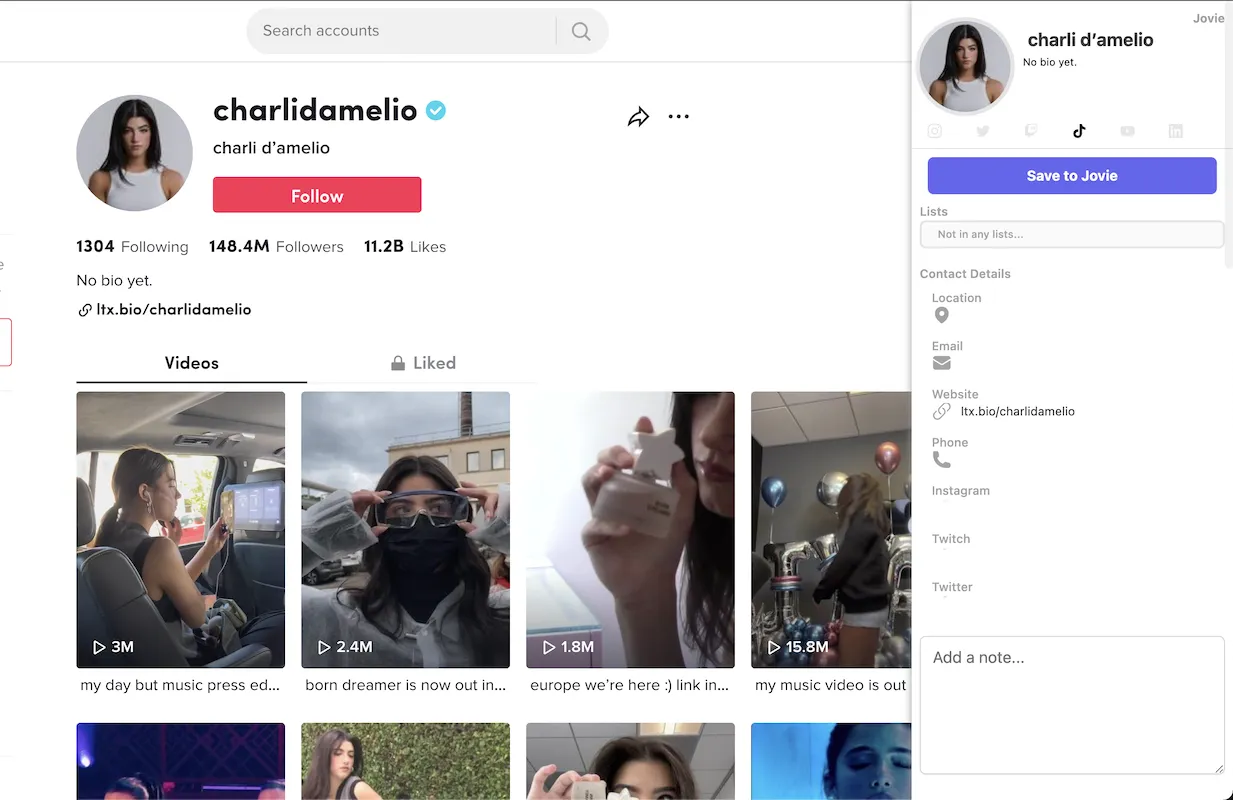 Search accounts
charlidamelio
charli d’amelio
Follow
1304 Following 148.4M Followers 11.2B Likes
No bio yet.
ltx.bio/charlidamelio
Videos
Liked
3M
my day but music press ed...
2.4M
born dreamer is now out in...
1.8M
europe we’re here :) link in...
15.8M
my music video is out
Jovie
charli d’amelio
No bio yet.
Save to Jovie
Lists
Not in any lists...
Contact Details
Location
Email
Website
ltx.bio/charlidamelio
Phone
Instagram
Twitch
Twitter
Add a note...